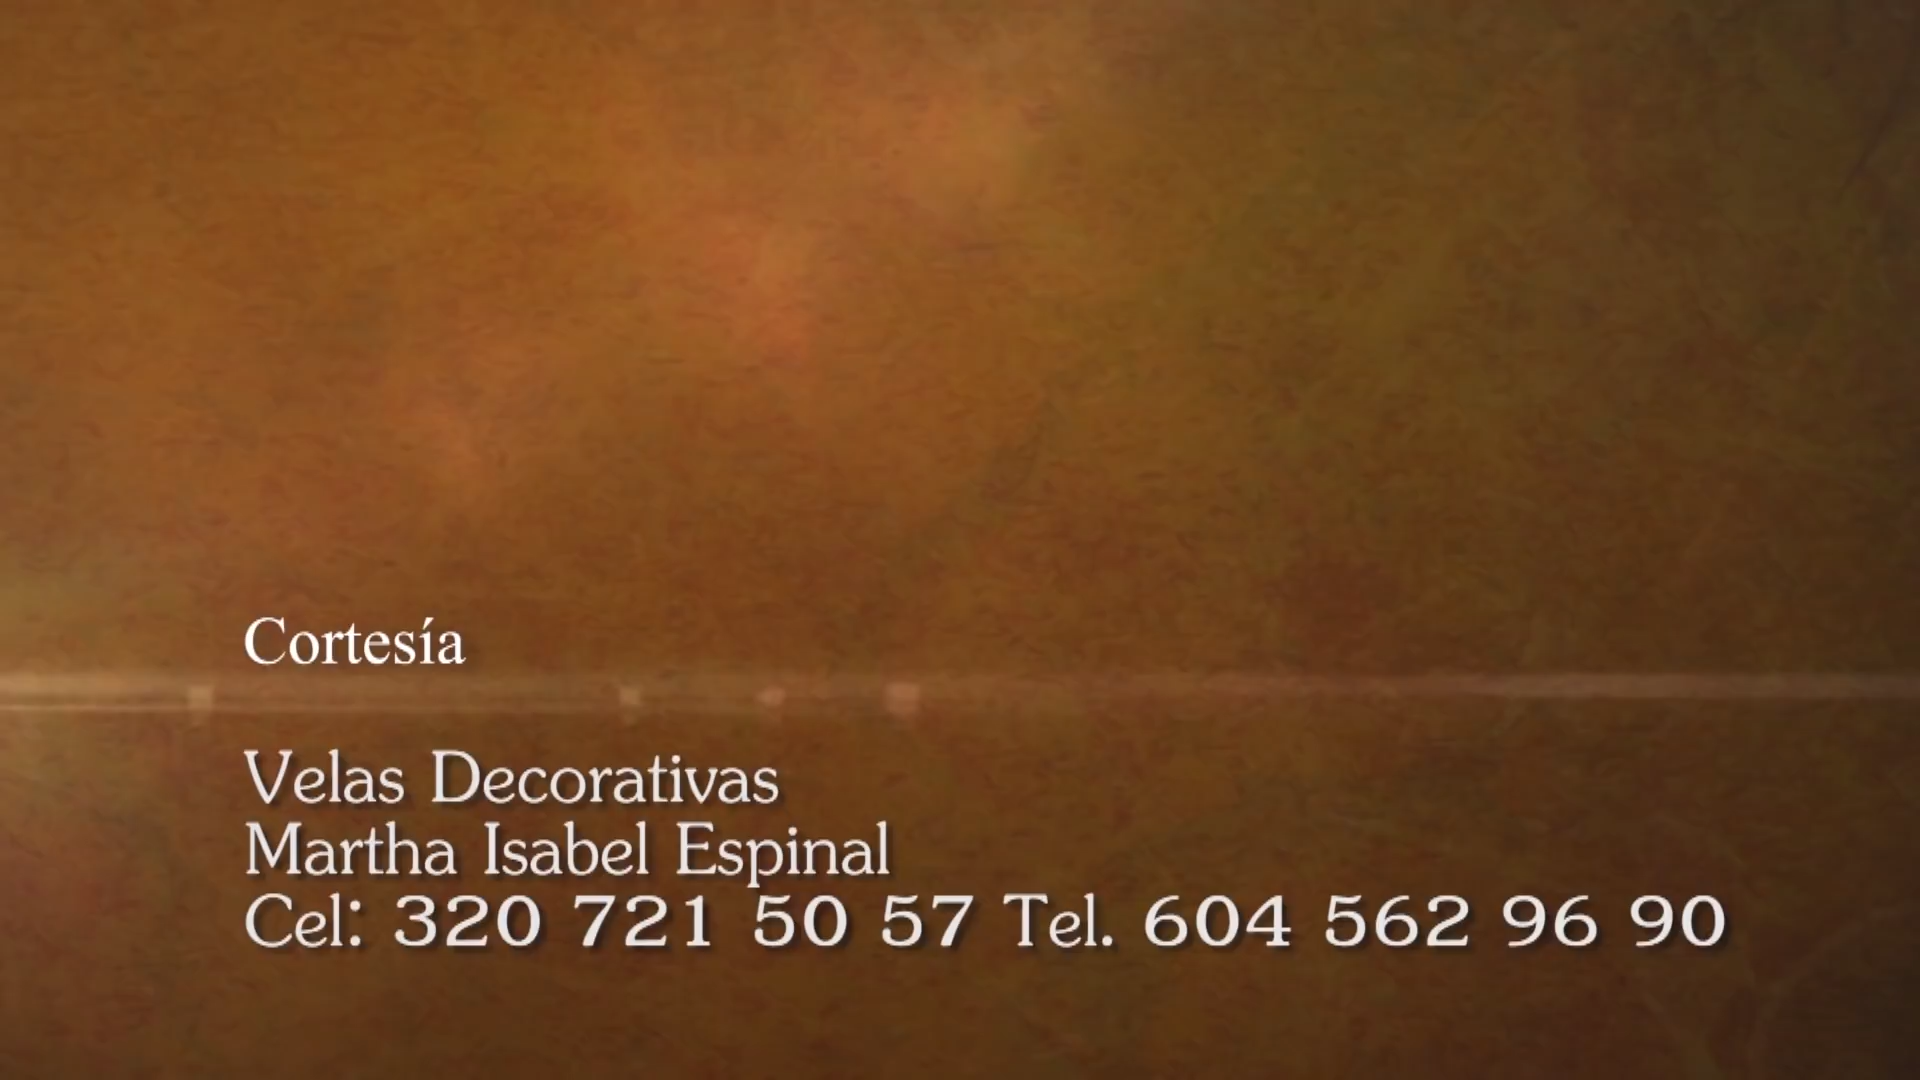 Cortesía
Velas Decorativas
Martha Isabel Espinal
Cel: 320 721 50 57 Tel. 604 562 96 90